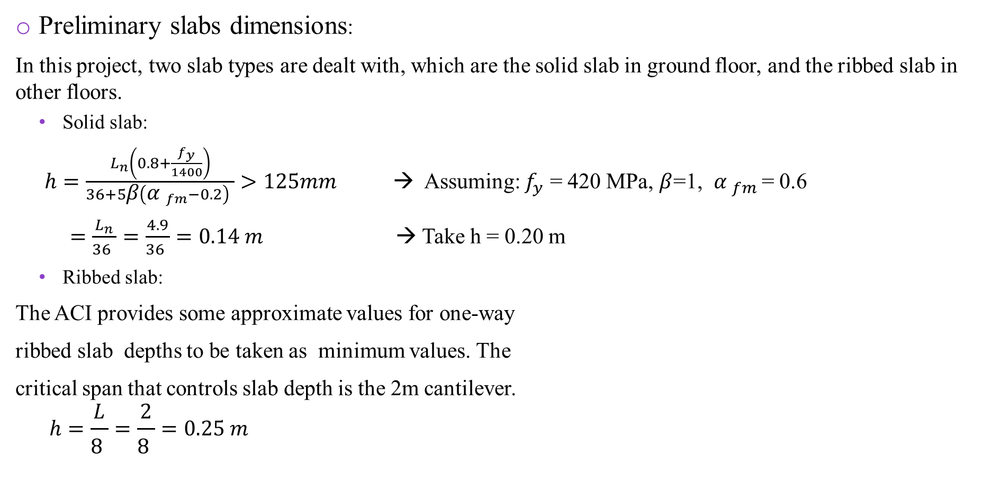 ○ Preliminary slabs dimensions:
In this project, two slab types are dealt with, which are the solid slab in ground floor, and the ribbed slab in
other floors.
• Solid slab:
h = Lₙ(0.8+fy/1400) / 36+5β(α fm−0.2) > 125mm → Assuming: fy = 420 MPa, β=1, α fm = 0.6
= Lₙ/36 = 4.9/36 = 0.14 m → Take h = 0.20 m
• Ribbed slab:
The ACI provides some approximate values for one-way
ribbed slab depths to be taken as minimum values. The
critical span that controls slab depth is the 2m cantilever.
h = L/8 = 2/8 = 0.25 m